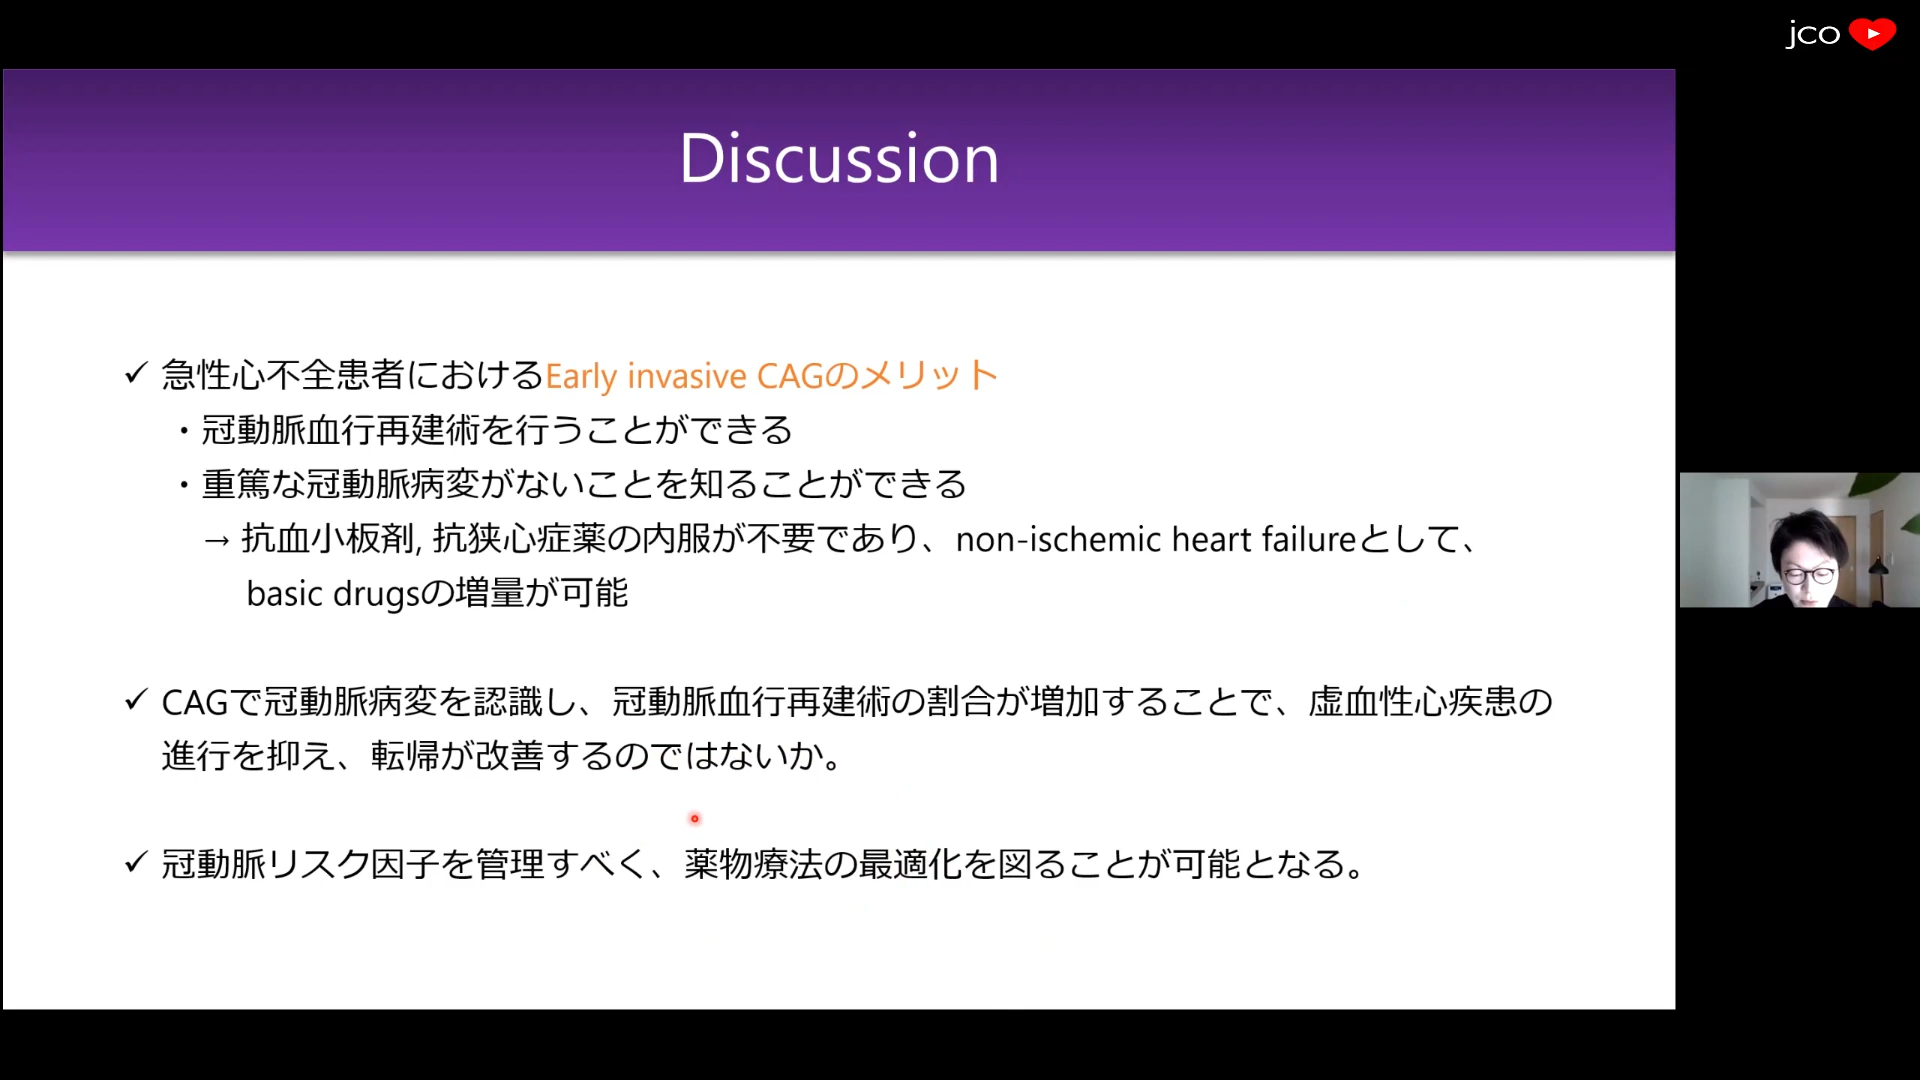 jco
Discussion
✓ 急性心不全患者におけるEarly invasive CAGのメリット
・冠動脈血行再建術を行うことができる
・重篤な冠動脈病変がないことを知ることができる
→ 抗血小板剤, 抗狭心症薬の内服が不要であり、non-ischemic heart failureとして、
basic drugsの増量が可能
✓ CAGで冠動脈病変を認識し、冠動脈血行再建術の割合が増加することで、虚血性心疾患の
進行を抑え、転帰が改善するのではないか。
✓ 冠動脈リスク因子を管理すべく、薬物療法の最適化を図ることが可能となる。